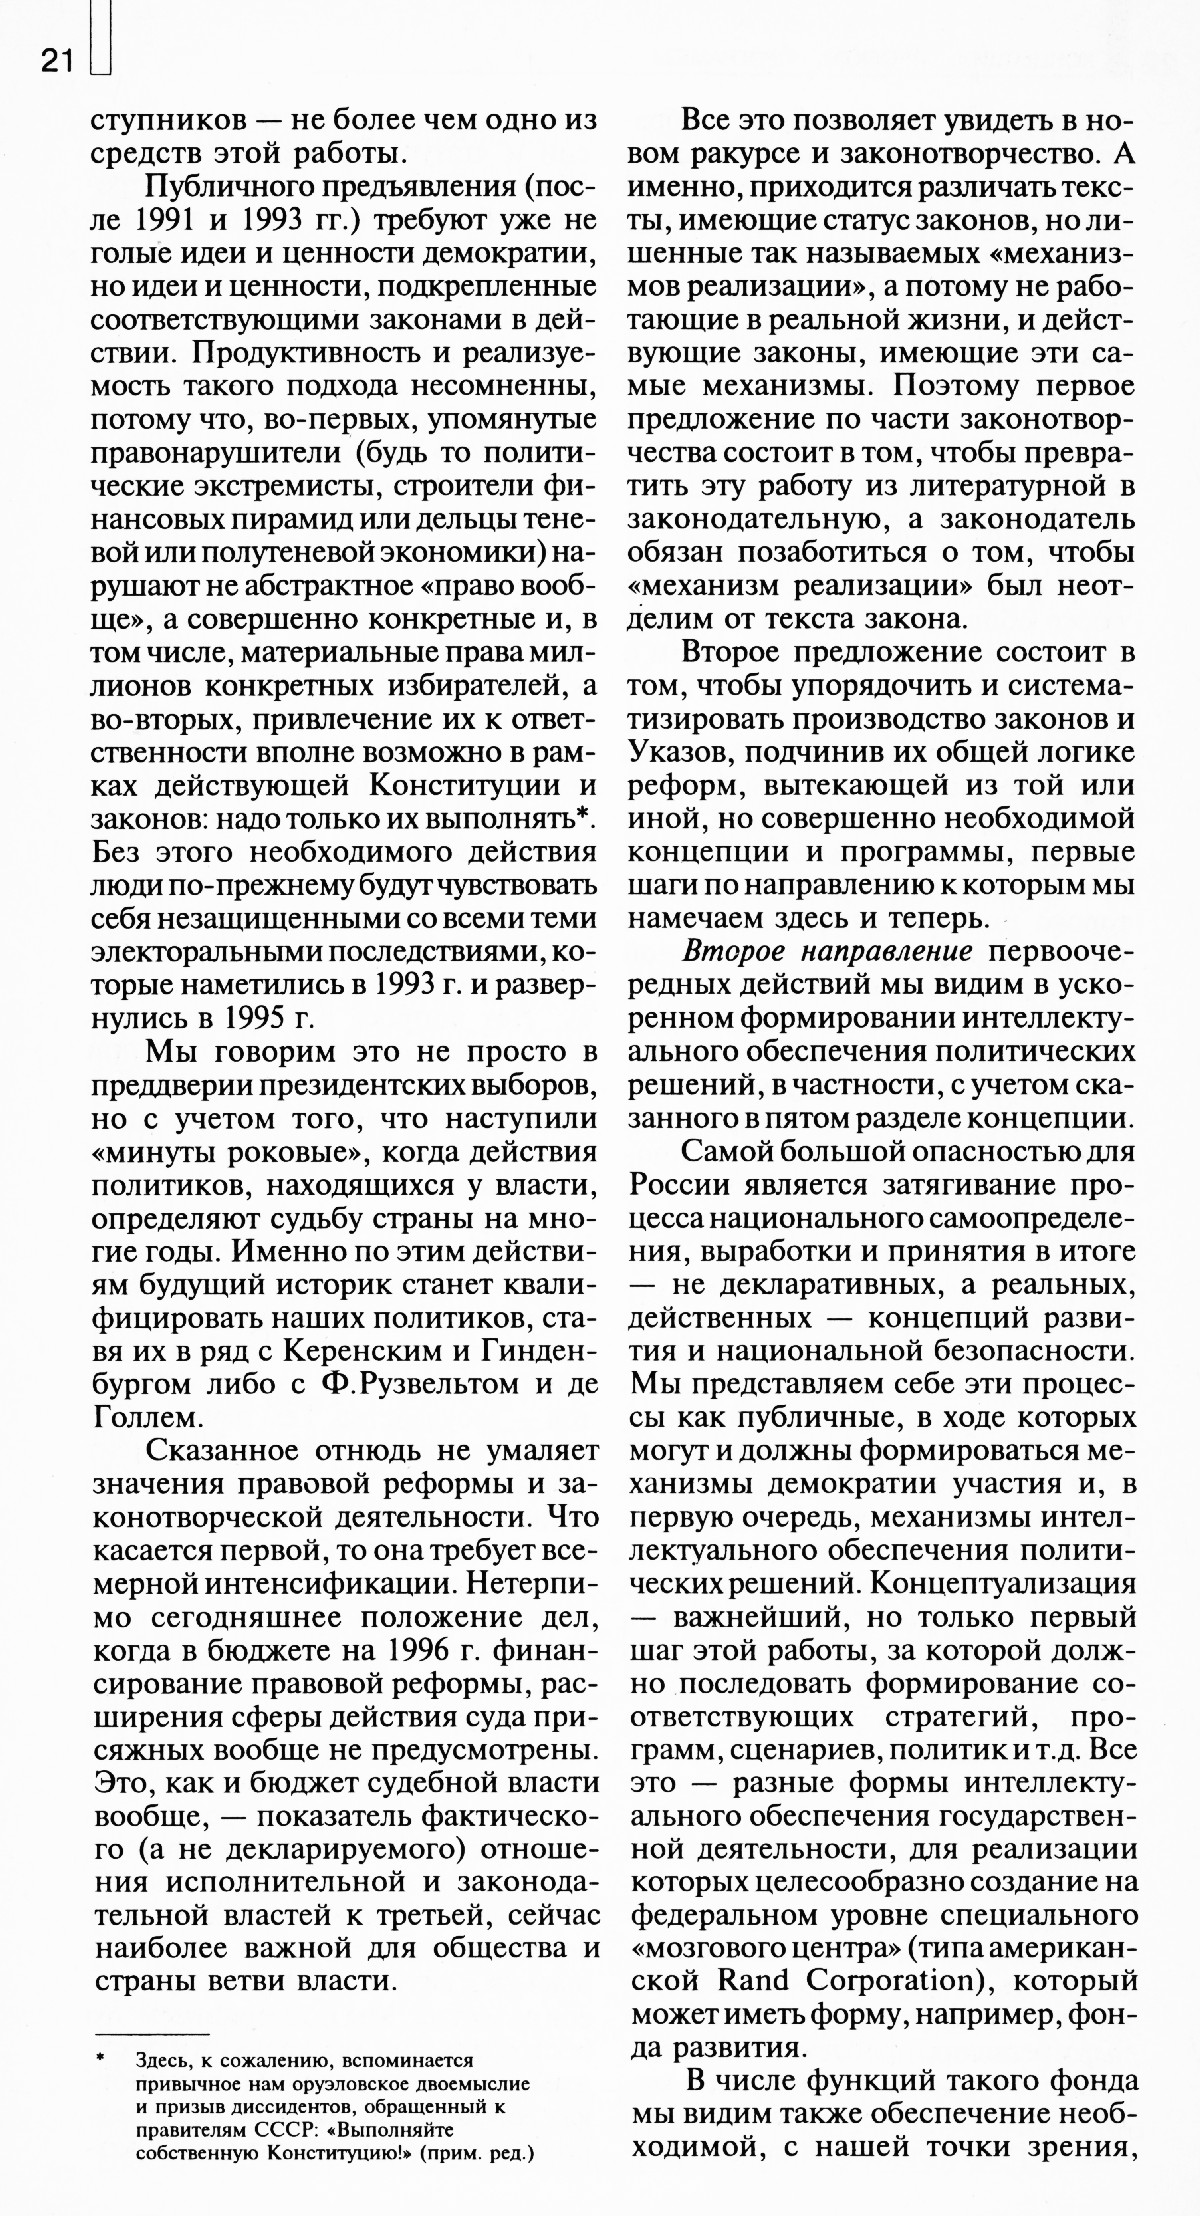 21
ступников — не более чем одно из
средств этой работы.
Публичного предъявления (пос-
ле 1991 и 1993 гг.) требуют уже не
голые идеи и ценности демократии,
но идеи и ценности, подкрепленные
соответствующими законами в дей-
ствии. Продуктивность и реализуе-
мость такого подхода несомненны,
потому что, во-первых, упомянутые
правонарушители (будь то полити-
ческие экстремисты, строители фи-
нансовых пирамид или дельцы тене-
вой или полутеневой экономики) на-
рушают не абстрактное «право вооб-
ще», а совершенно конкретные и, в
том числе, материальные права мил-
лионов конкретных избирателей, а
во-вторых, привлечение их к ответ-
ственности вполне возможно в рам-
ках действующей Конституции и
законов: надо только их выполнять*.
Без этого необходимого действия
люди по-прежнему будут чувствовать
себя незащищенными со всеми теми
электоральными последствиями, ко-
торые наметились в 1993 г. и развер-
нулись в 1995 г.
Мы говорим это не просто в
преддверии президентских выборов,
но с учетом того, что наступили
«минуты роковые», когда действия
политиков, находящихся у власти,
определяют судьбу страны на мно-
гие годы. Именно по этим действи-
ям будущий историк станет квали-
фицировать наших политиков, ста-
вя их в ряд с Керенским и Гинден-
бургом либо с Ф.Рузвельтом и де
Голлем.
Сказанное отнюдь не умаляет
значения правовой реформы и за-
конотворческой деятельности. Что
касается первой, то она требует все-
мерной интенсификации. Нетерпи-
мо сегодняшнее положение дел,
когда в бюджете на 1996 г. финан-
сирование правовой реформы, рас-
ширения сферы действия суда при-
сяжных вообще не предусмотрены.
Это, как и бюджет судебной власти
вообще, — показатель фактическо-
го (а не декларируемого) отноше-
ния исполнительной и законода-
тельной властей к третьей, сейчас
наиболее важной для общества и
страны ветви власти.
* Здесь, к сожалению, вспоминается
привычное нам оруэловское двоемыслие
и призыв диссидентов, обращенный к
правителям СССР: «Выполняйте
собственную Конституцию!» (прим. ред.)
Все это позволяет увидеть в но-
вом ракурсе и законотворчество. А
именно, приходится различать текс-
ты, имеющие статус законов, но ли-
шенные так называемых «механиз-
мов реализации», а потому не рабо-
тающие в реальной жизни, и дейст-
вующие законы, имеющие эти са-
мые механизмы. Поэтому первое
предложение по части законотвор-
чества состоит в том, чтобы превра-
тить эту работу из литературной в
законодательную, а законодатель
обязан позаботиться о том, чтобы
«механизм реализации» был неот-
делим от текста закона.
Второе предложение состоит в
том, чтобы упорядочить и система-
тизировать производство законов и
Указов, подчинив их общей логике
реформ, вытекающей из той или
иной, но совершенно необходимой
концепции и программы, первые
шаги по направлению к которым мы
намечаем здесь и теперь.
Второе направление первооче-
редных действий мы видим в уско-
ренном формировании интеллекту-
ального обеспечения политических
решений, в частности, с учетом ска-
занного в пятом разделе концепции.
Самой большой опасностью для
России является затягивание про-
цесса национального самоопределе-
ния, выработки и принятия в итоге
— не декларативных, а реальных,
действенных — концепций разви-
тия и национальной безопасности.
Мы представляем себе эти процес-
сы как публичные, в ходе которых
могут и должны формироваться ме-
ханизмы демократии участия и, в
первую очередь, механизмы интел-
лектуального обеспечения полити-
ческих решений. Концептуализация
— важнейший, но только первый
шаг этой работы, за которой долж-
но последовать формирование со-
ответствующих стратегий, про-
грамм, сценариев, политик и т.д. Все
это — разные формы интеллекту-
ального обеспечения государствен-
ной деятельности, для реализации
которых целесообразно создание на
федеральном уровне специального
«мозгового центра» (типа американ-
ской Rand Corporation), который
может иметь форму, например, фон-
да развития.
В числе функций такого фонда
мы видим также обеспечение необ-
ходимой, с нашей точки зрения,